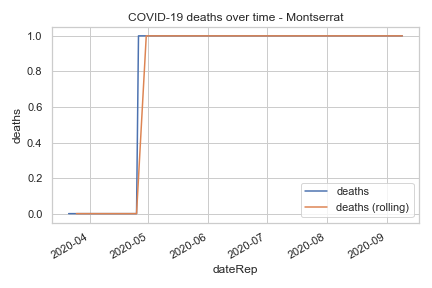 COVID-19 deaths over time - Montserrat
1.0
0.8
0.6
0.4
0.2
0.0
deaths
deaths
deaths (rolling)
2020-04
2020-05
2020-06
2020-07
2020-08
2020-09
dateRep